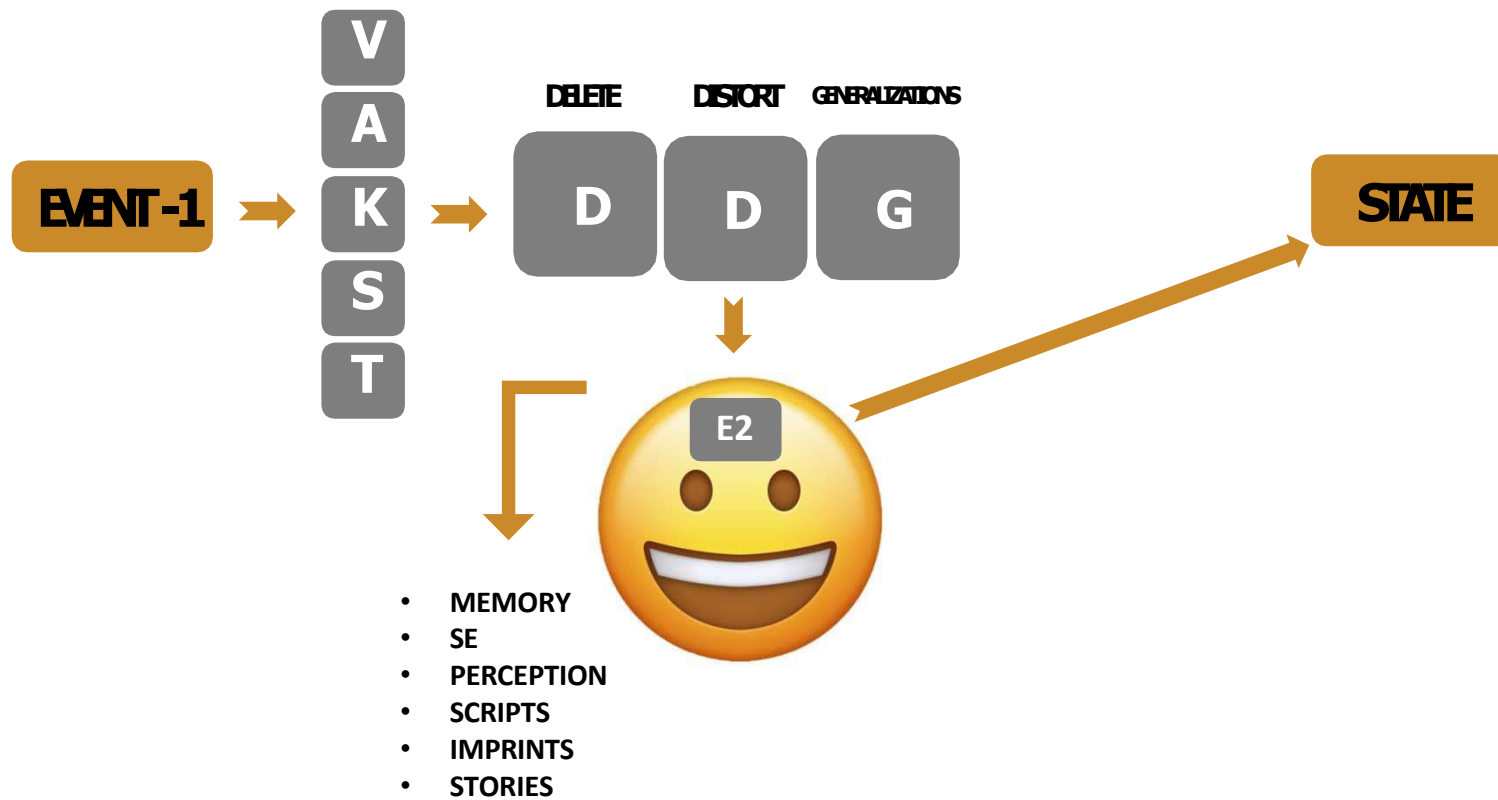 EVENT -1
V
A
K
S
T
DELETE
DISTORT
GENERALIZATIONS
D
D
G
STATE
E2
• MEMORY
• SE
• PERCEPTION
• SCRIPTS
• IMPRINTS
• STORIES